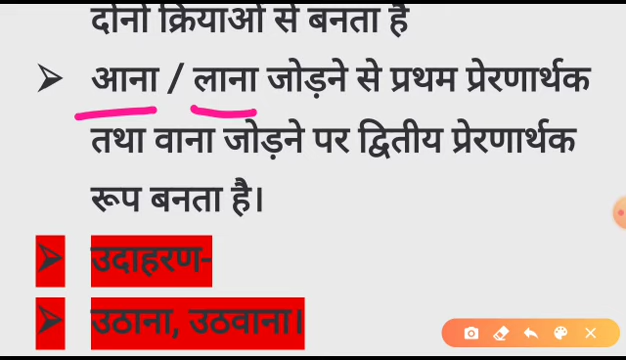 दोनों क्रियाओं से बनता है
➢ आना / लाना जोड़ने से प्रथम प्रेरणार्थक
तथा वाना जोड़ने पर द्वितीय प्रेरणार्थक
रूप बनता है।
➢ उदाहरण-
➢ उठाना, उठवाना।